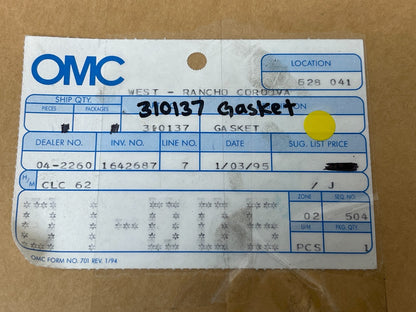 OMC
LOCATION
WEST - RANCHO CORDOVA
528 041
SHIP QTY.
PIECES PACKAGES
310137 Gasket
310137 GASKET
DEALER NO. INV. NO. LINE NO. DATE SUG. LIST PRICE
04-2260 1642687 7 1/03/95
H/M CLC 62 / J
ZONE SEQ. NO.
02 504
U/M PKG. QTY.
PCS 1
OMC FORM NO. 701 REV. 1/94